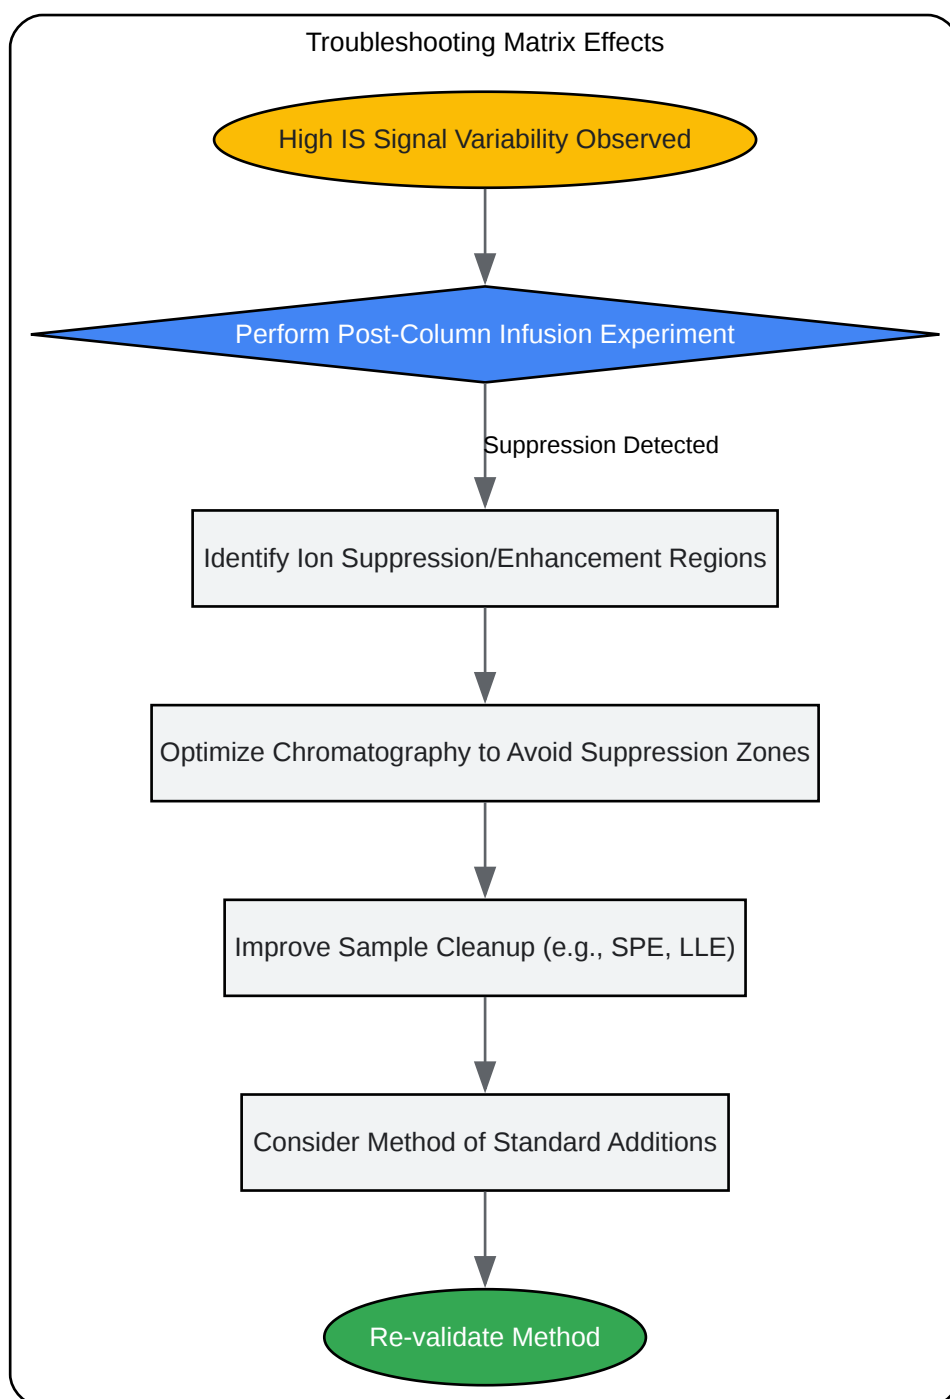 Troubleshooting Matrix Effects
High IS Signal Variability Observed
Perform Post-Column Infusion Experiment
Suppression Detected
Identify Ion Suppression/Enhancement Regions
Optimize Chromatography to Avoid Suppression Zones
Improve Sample Cleanup (e.g., SPE, LLE)
Consider Method of Standard Additions
Re-validate Method